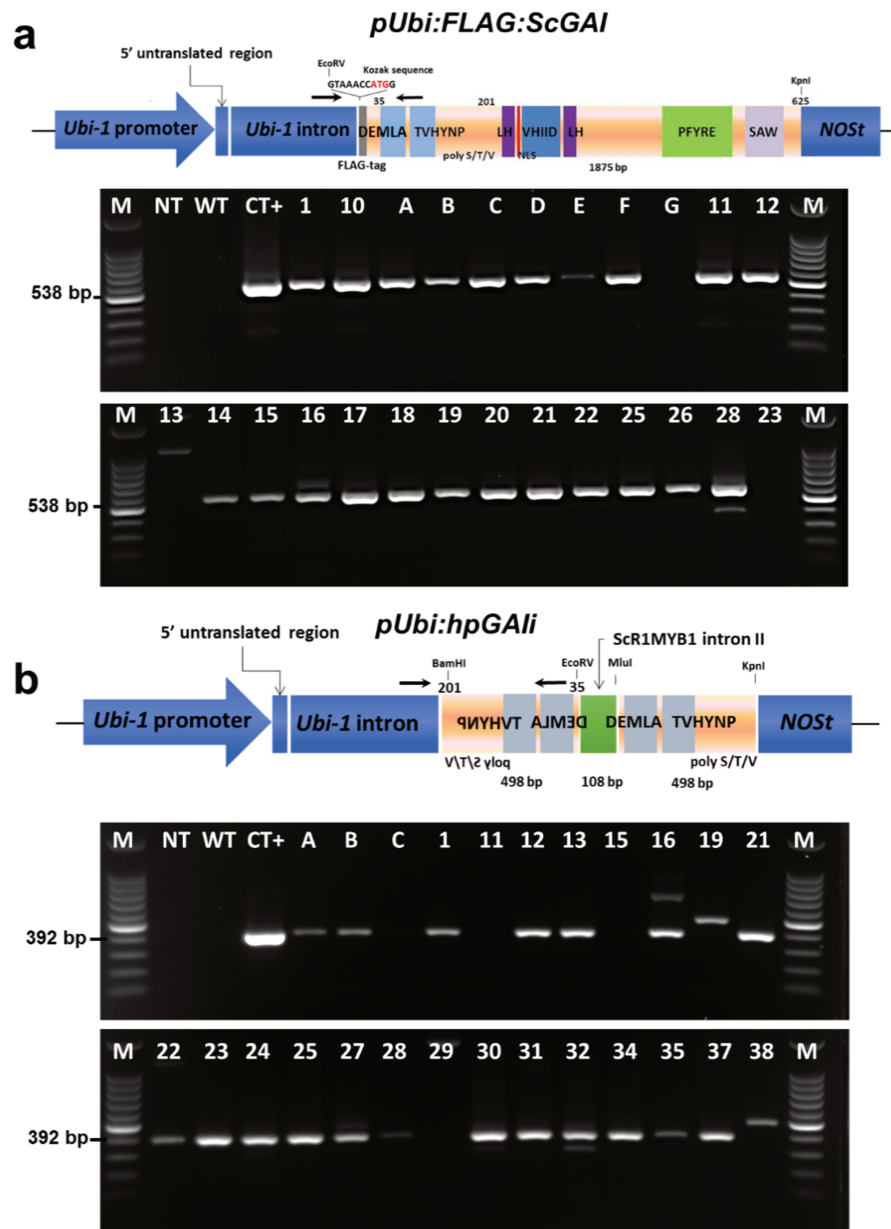 a
pUbi:FLAG:ScGAI
5' untranslated region
EcoRV
Kozak sequence
GTAAACCATGG
KpnI
35
201
625
Ubi-1 promoter
Ubi-1 intron
DEMLA
TVHYNP
LH
VHIID
LH
PFYRE
SAW
NOSt
FLAG-tag
poly S/T/V
NLS
1875 bp
M NT WT CT+ 1 10 A B C D E F G 11 12 M
538 bp
M 13 14 15 16 17 18 19 20 21 22 25 26 28 23 M
538 bp
pUbi:hpGAIi
5' untranslated region
ScR1MYB1 intron II
b
BamHI
EcoRV
MluI
KpnI
201
35
Ubi-1 promoter
Ubi-1 intron
TVHYNP
DEMLA
DEMLA
TVHYNP
NOSt
poly S/T/V
poly S/T/V
498 bp
108 bp
498 bp
M NT WT CT+ A B C 1 11 12 13 15 16 19 21 M
392 bp
M 22 23 24 25 27 28 29 30 31 32 34 35 37 38 M
392 bp